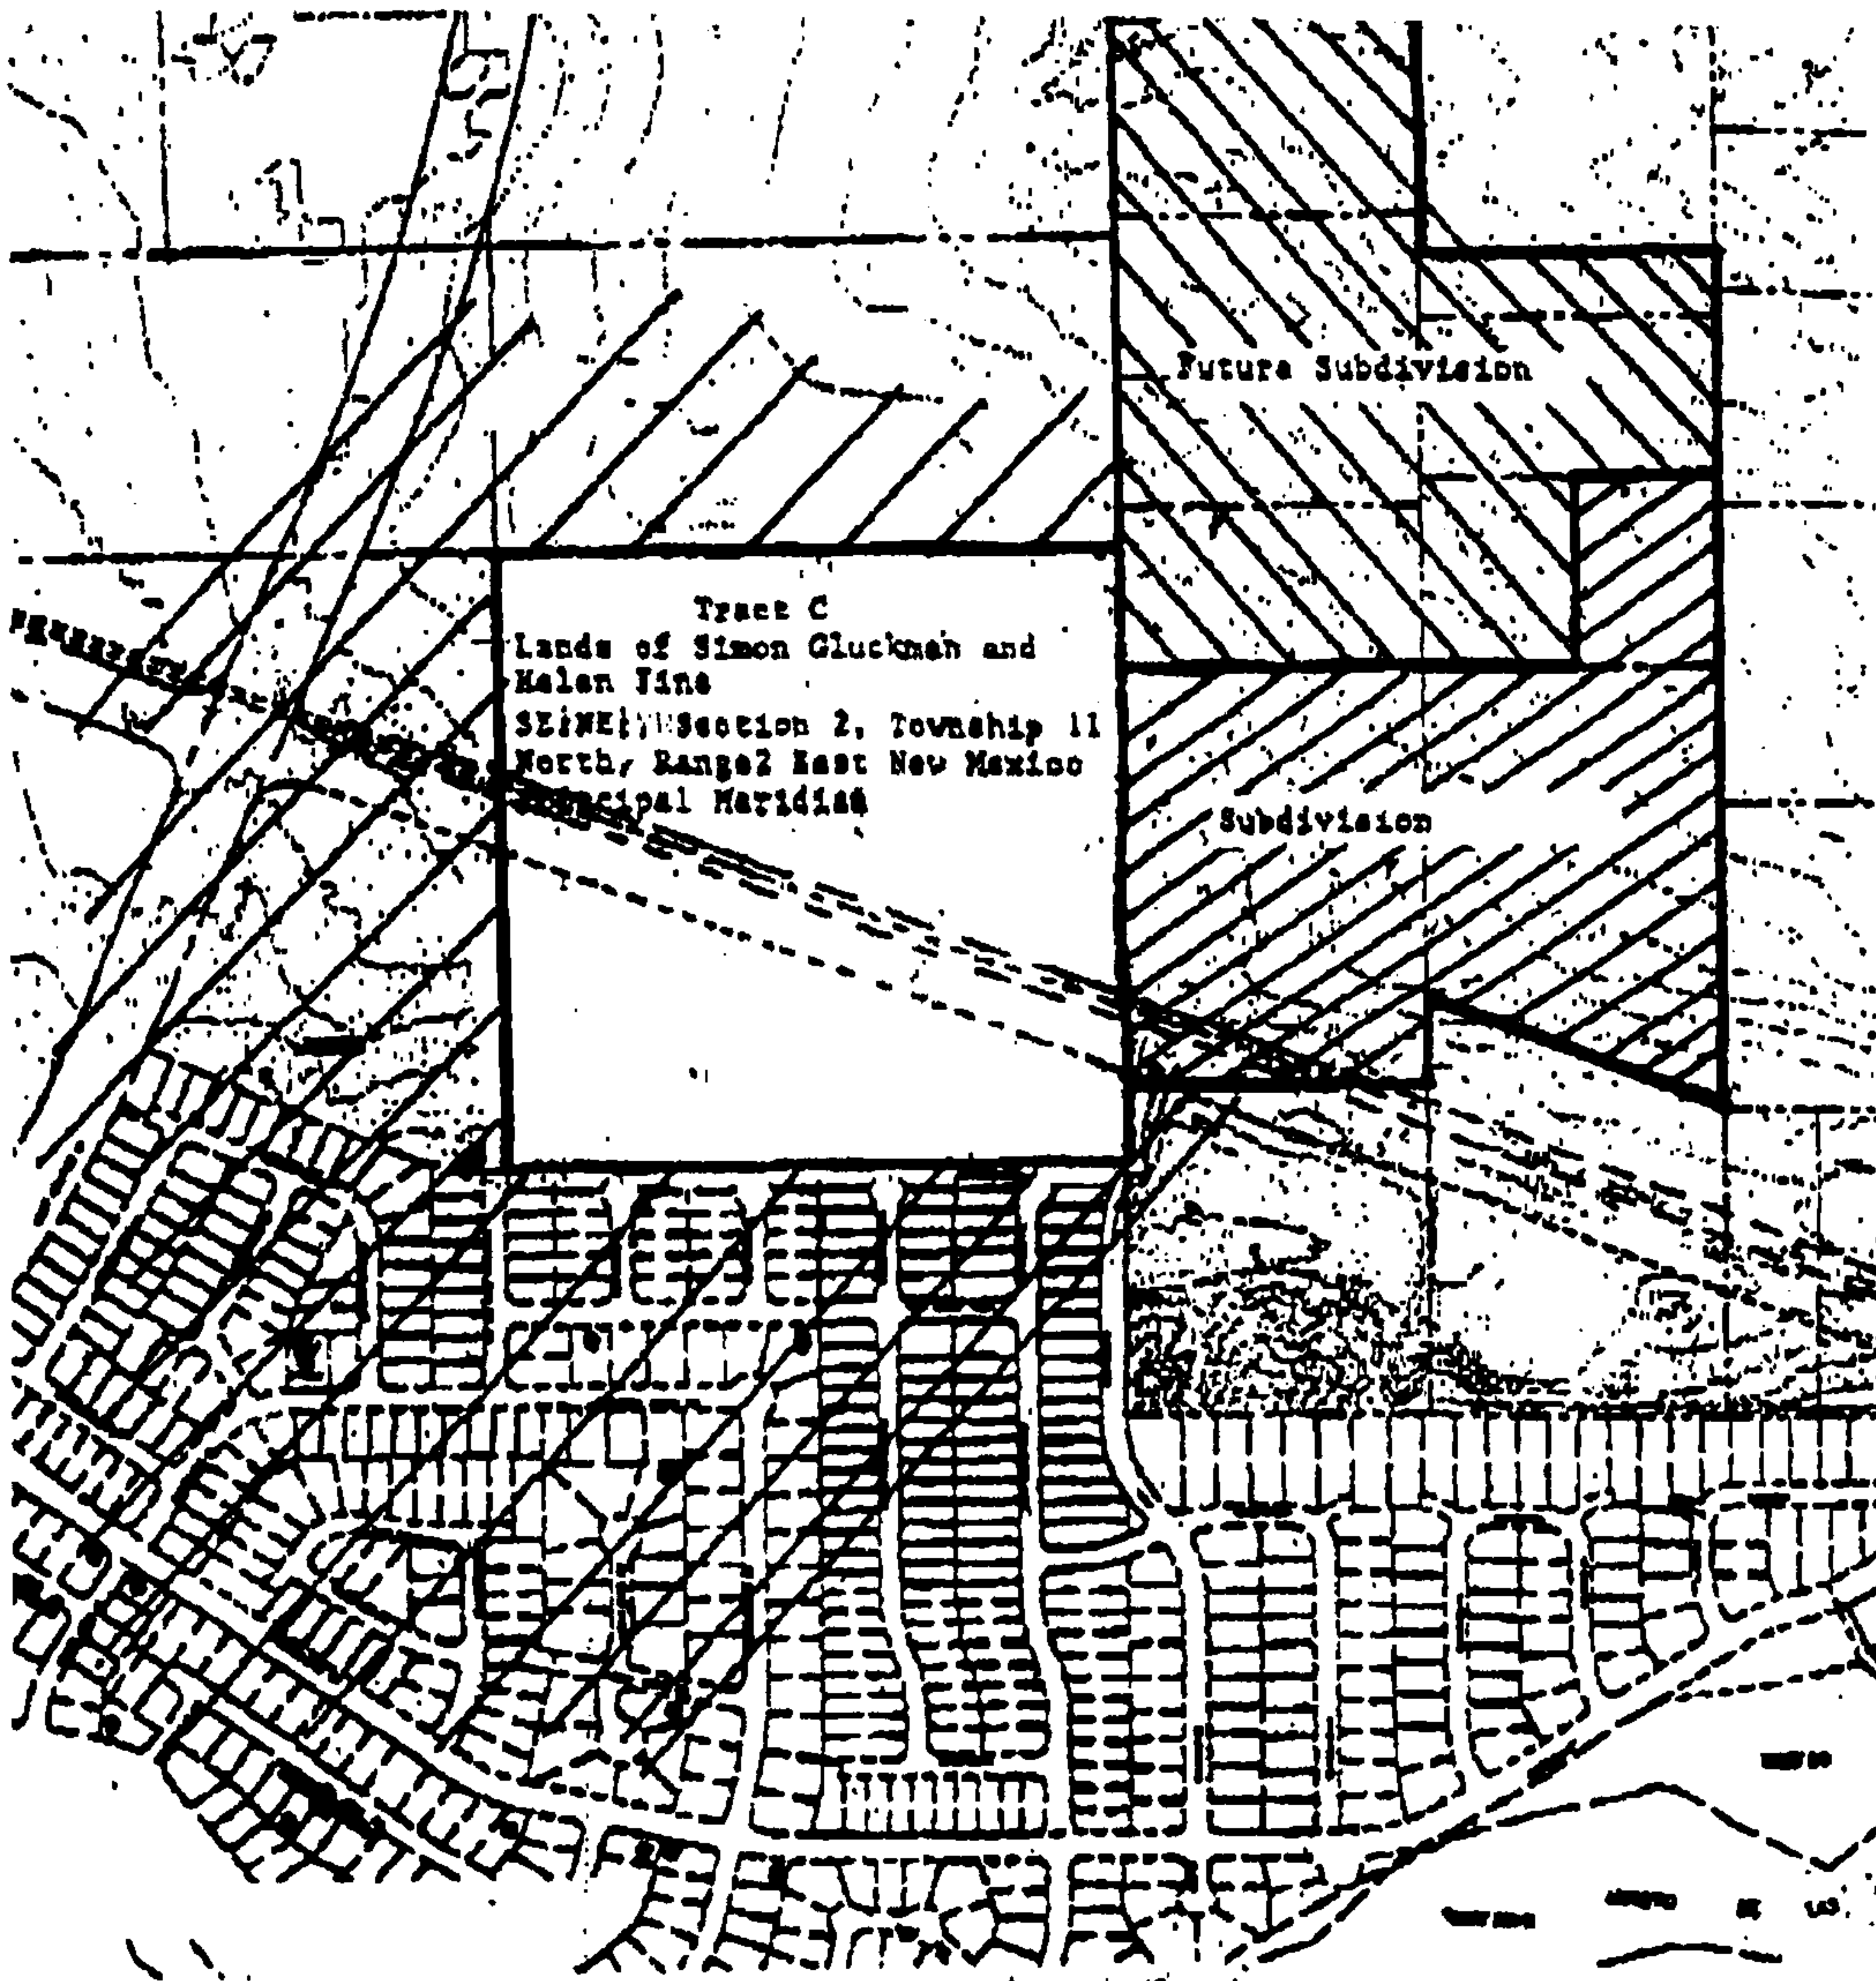 Future Subdivision
Tract C
Lands of Simon Gluckman and
Helen Fine
Section 2, Township 11
North, Range2 East New Mexico
Principal Meridian
Subdivision